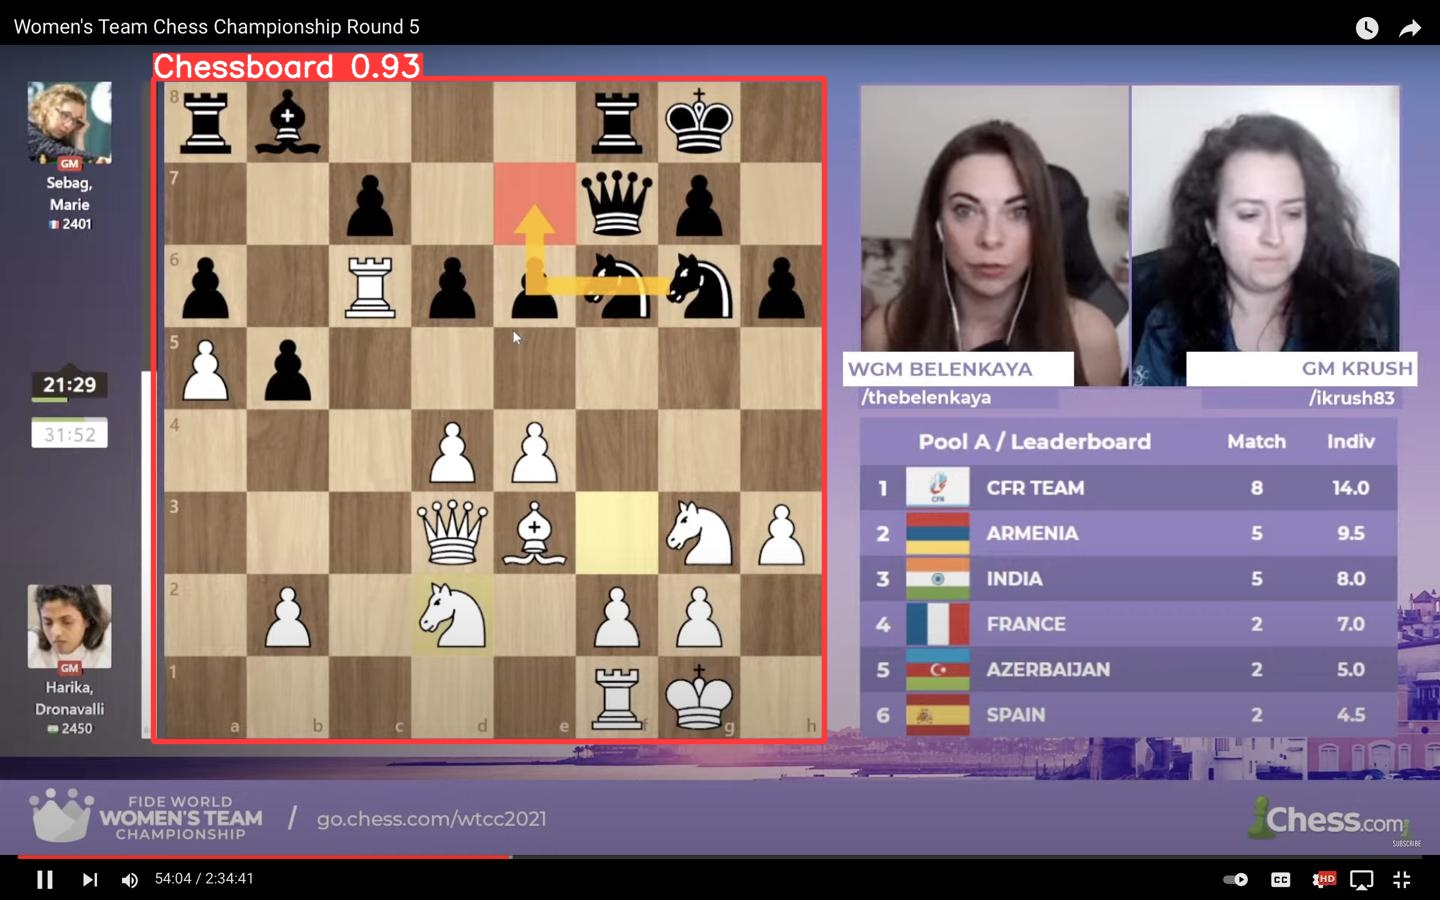 Women's Team Chess Championship Round 5
Chessboard 0.93
8
7
6
5
4
3
2
1
a b c d e f g h
GM
Sebag,
Marie
2401
21:29
31:52
GM
Harika,
Dronavalli
2450
WGM BELENKAYA
/thebelenkaya
GM KRUSH
/ikrush83
Pool A / Leaderboard Match Indiv
1 CFR TEAM 8 14.0
2 ARMENIA 5 9.5
3 INDIA 5 8.0
4 FRANCE 2 7.0
5 AZERBAIJAN 2 5.0
6 SPAIN 2 4.5
FIDE WORLD
WOMEN'S TEAM
CHAMPIONSHIP
/ go.chess.com/wtcc2021
Chess.com
SUBSCRIBE
54:04 / 2:34:41
CC
HD